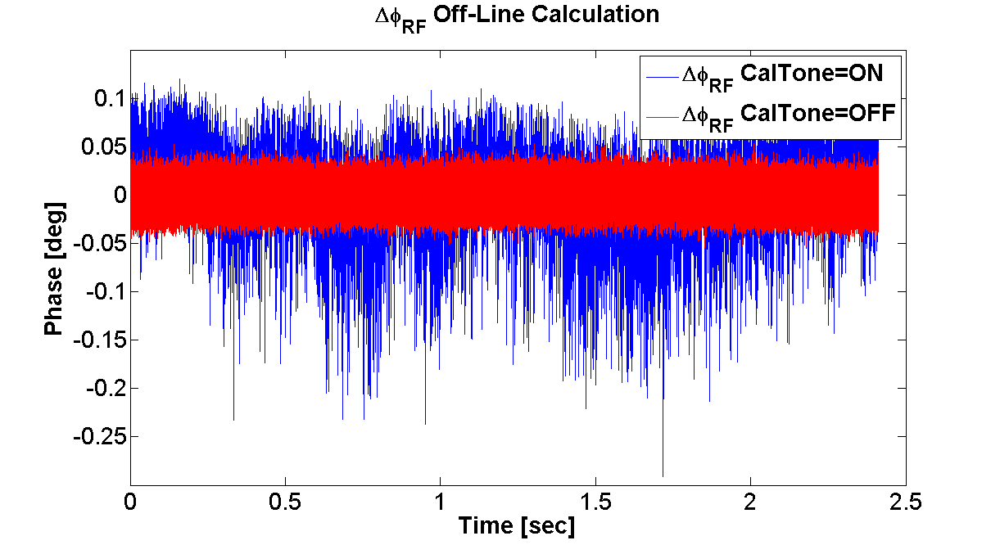 ΔϕRF Off-Line Calculation
ΔϕRF CalTone=ON
ΔϕRF CalTone=OFF
0.1
0.05
0
-0.05
-0.1
-0.15
-0.2
-0.25
Phase [deg]
0 0.5 1 1.5 2 2.5
Time [sec]